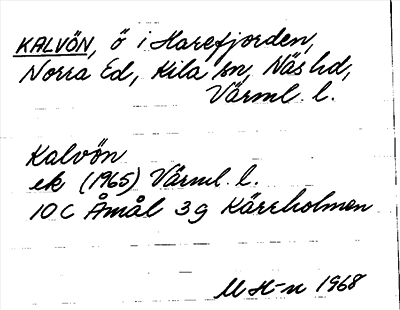 KALVÖN, ö i Harefjorden,
Norra Ed, Kila sn, Näs hd,
Värml. l.
Kalvön
ek (1965) Värml. l.
10 C Åmål 3 g Kärrholmen
M H-n 1968